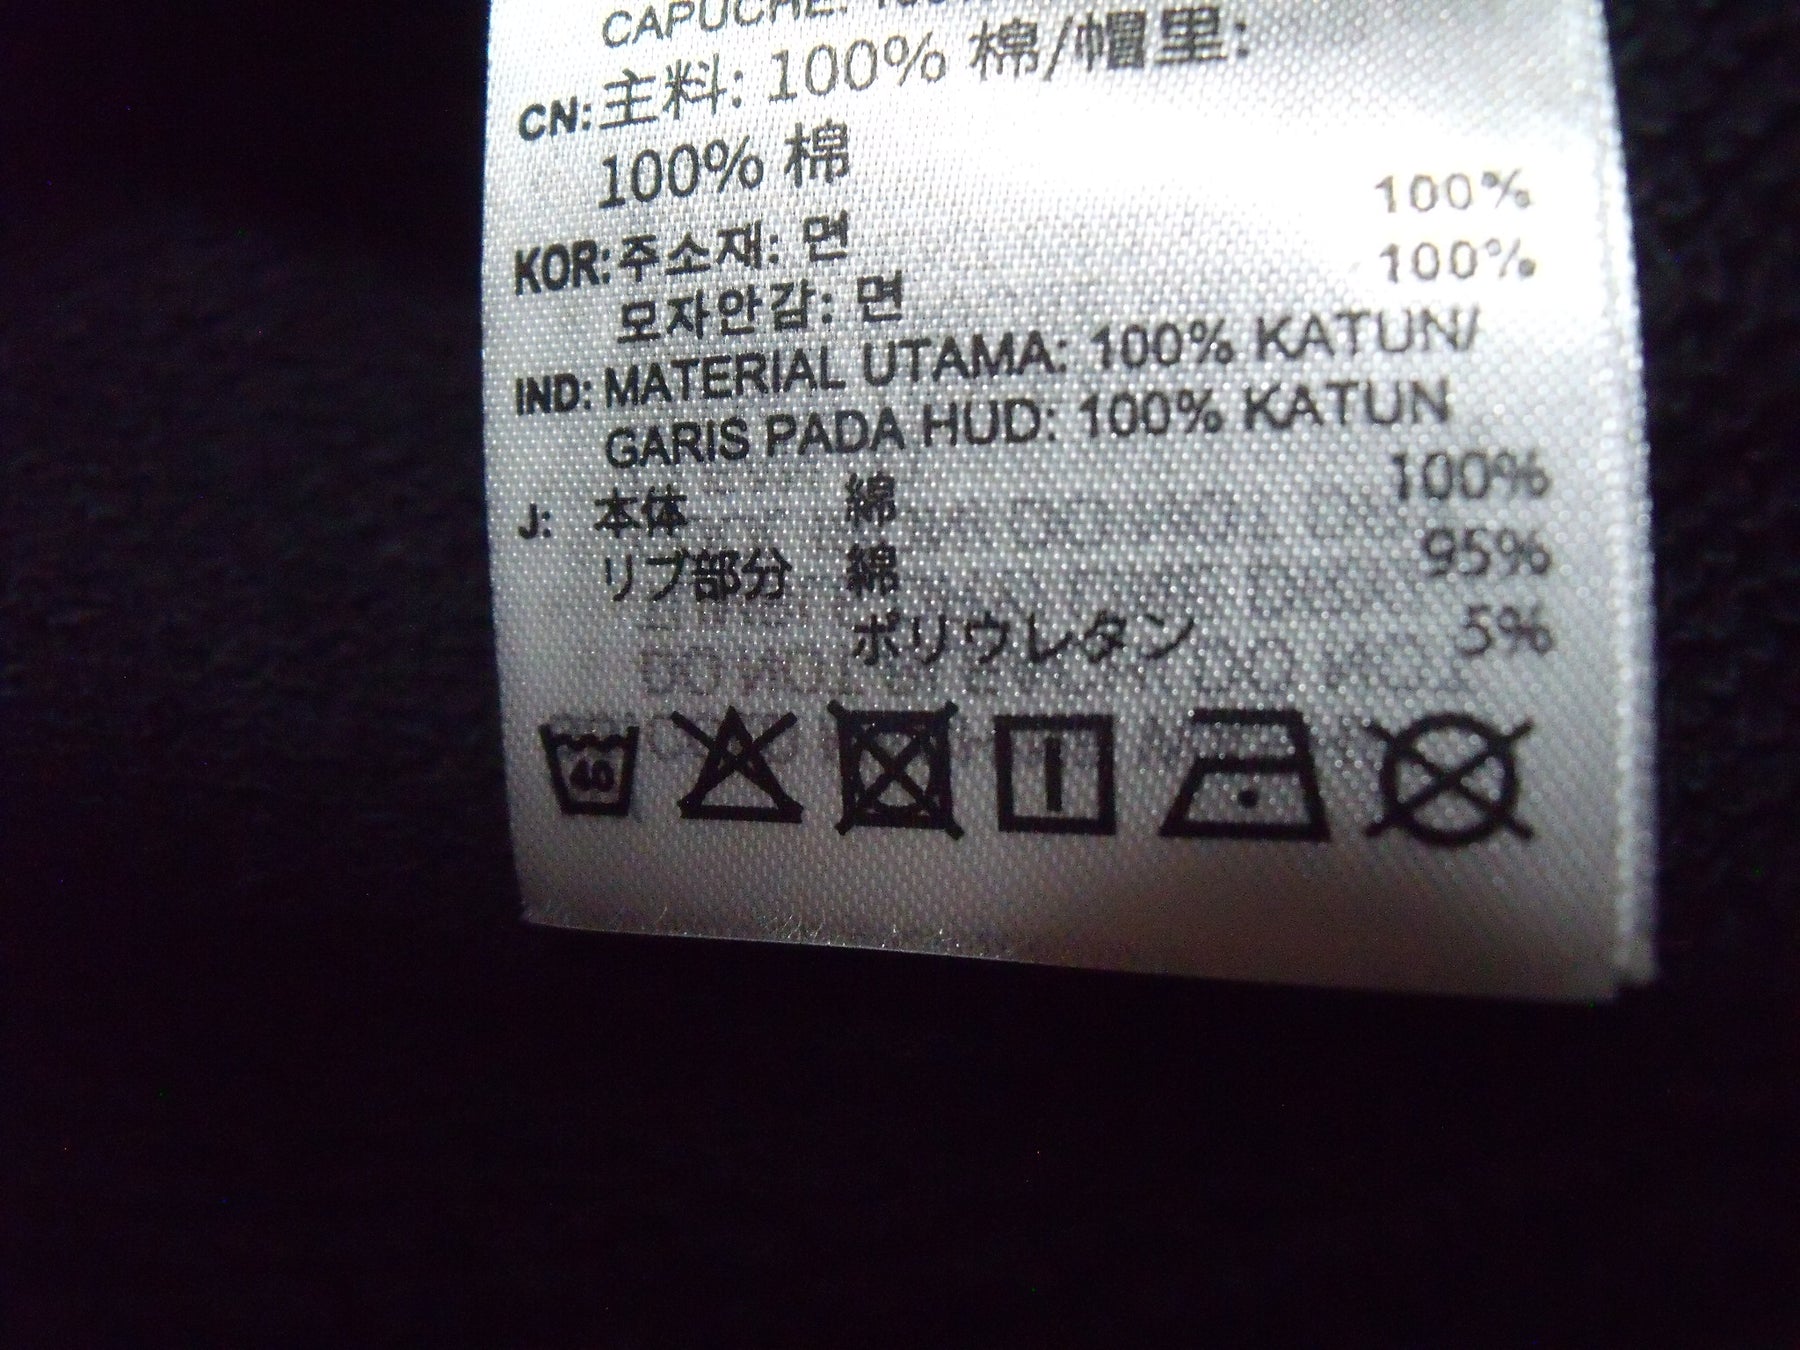 CAPUCHE:
CN: 主料: 100% 棉/帽里:
100% 棉
KOR: 주소재: 면 100%
모자안감: 면 100%
IND: MATERIAL UTAMA: 100% KATUN/
GARIS PADA HUD: 100% KATUN
J: 本体 綿 100%
リブ部分 綿 95%
ポリウレタン 5%
40